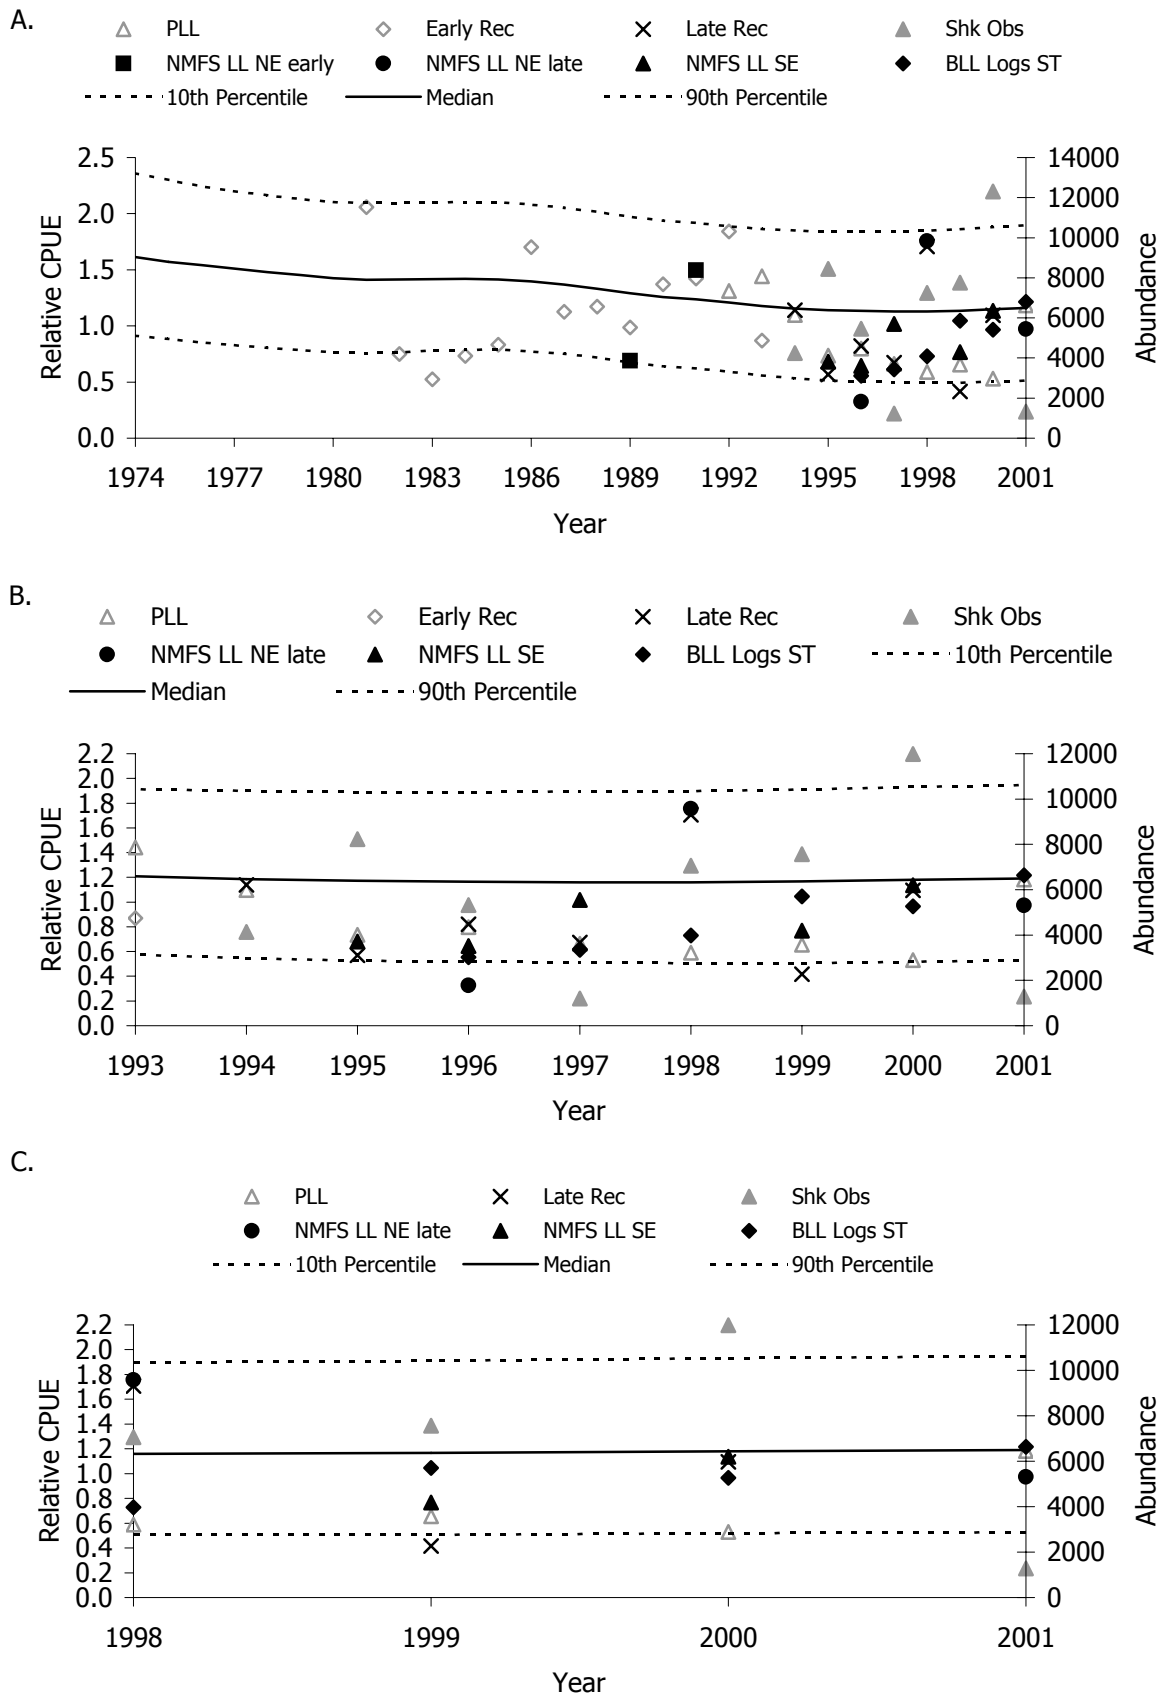 A.
PLL Early Rec Late Rec Shk Obs
NMFS LL NE early NMFS LL NE late NMFS LL SE BLL Logs ST
10th Percentile Median 90th Percentile
2.5 14000
12000
2.0
10000
1.5 8000
1.0 6000
4000
0.5
2000
0.0 0
Relative CPUE
Abundance
1974 1977 1980 1983 1986 1989 1992 1995 1998 2001
Year
B.
PLL Early Rec Late Rec Shk Obs
NMFS LL NE late NMFS LL SE BLL Logs ST 10th Percentile
Median 90th Percentile
2.2 12000
2.0
1.8 10000
1.6
1.4 8000
1.2
1.0 6000
0.8
0.6 4000
0.4
0.2 2000
0.0 0
Relative CPUE
Abundance
1993 1994 1995 1996 1997 1998 1999 2000 2001
Year
C.
PLL Late Rec Shk Obs
NMFS LL NE late NMFS LL SE BLL Logs ST
10th Percentile Median 90th Percentile
2.2 12000
2.0
1.8 10000
1.6
1.4 8000
1.2
1.0 6000
0.8
0.6 4000
0.4
0.2 2000
0.0 0
Relative CPUE
Abundance
1998 1999 2000 2001
Year